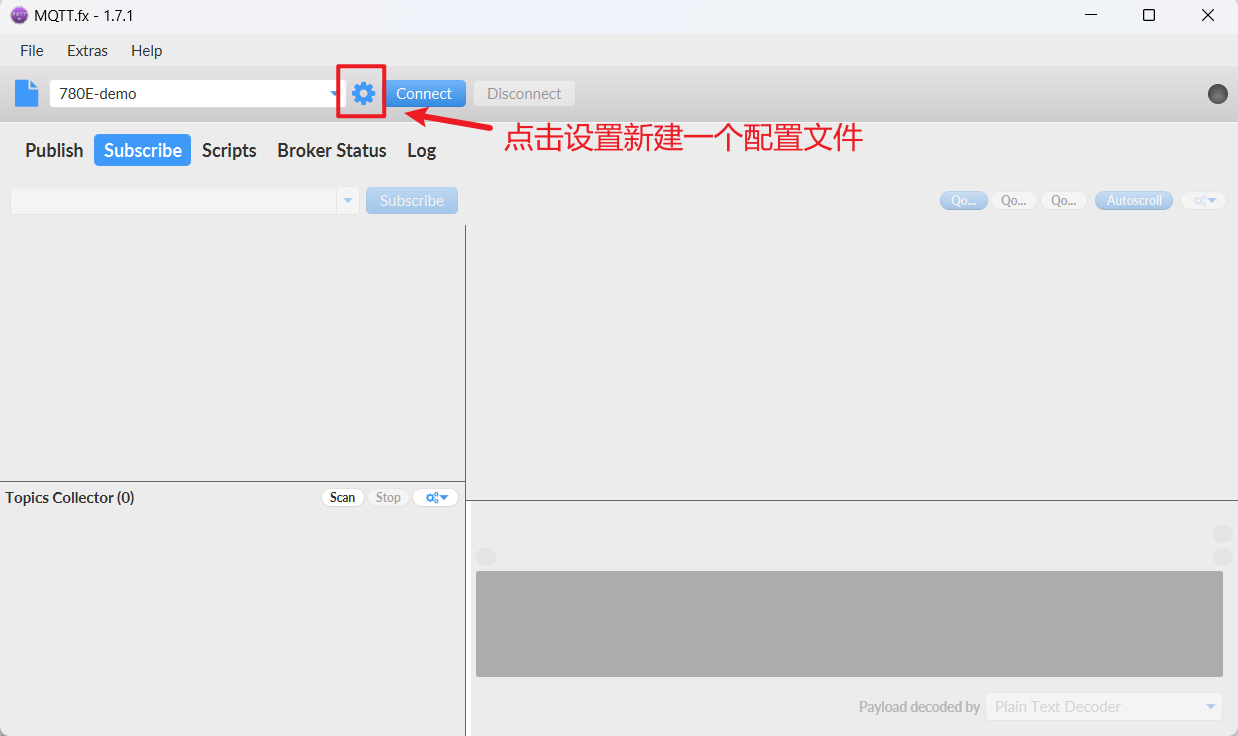 MQTT.fx - 1.7.1
File Extras Help
780E-demo Connect Disconnect
点击设置新建一个配置文件
Publish Subscribe Scripts Broker Status Log
Subscribe Qo... Qo... Qo... Autoscroll
Topics Collector (0) Scan Stop
Payload decoded by Plain Text Decoder